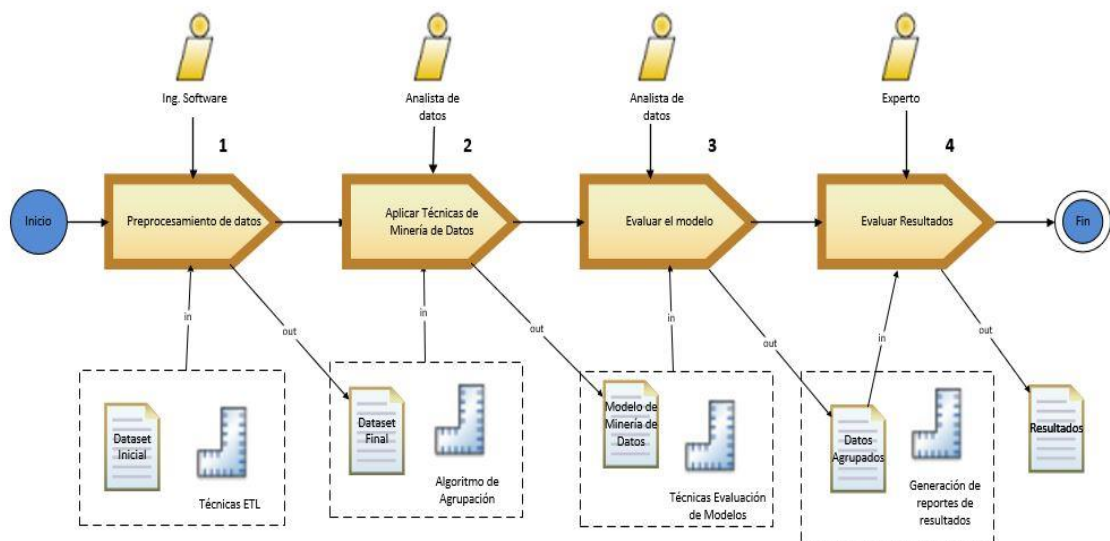 Ing. Software
Analista de
datos
Analista de
datos
Experto
1
2
3
4
Inicio
Preprocesamiento de datos
Aplicar Técnicas de
Minería de Datos
Evaluar el modelo
Evaluar Resultados
Fin
in
out
in
out
in
out
in
out
Dataset
Inicial
Técnicas ETL
Dataset
Final
Algoritmo de
Agrupación
Modelo de
Minería de
Datos
Técnicas Evaluación
de Modelos
Datos
Agrupados
Generación de
reportes de
resultados
Resultados